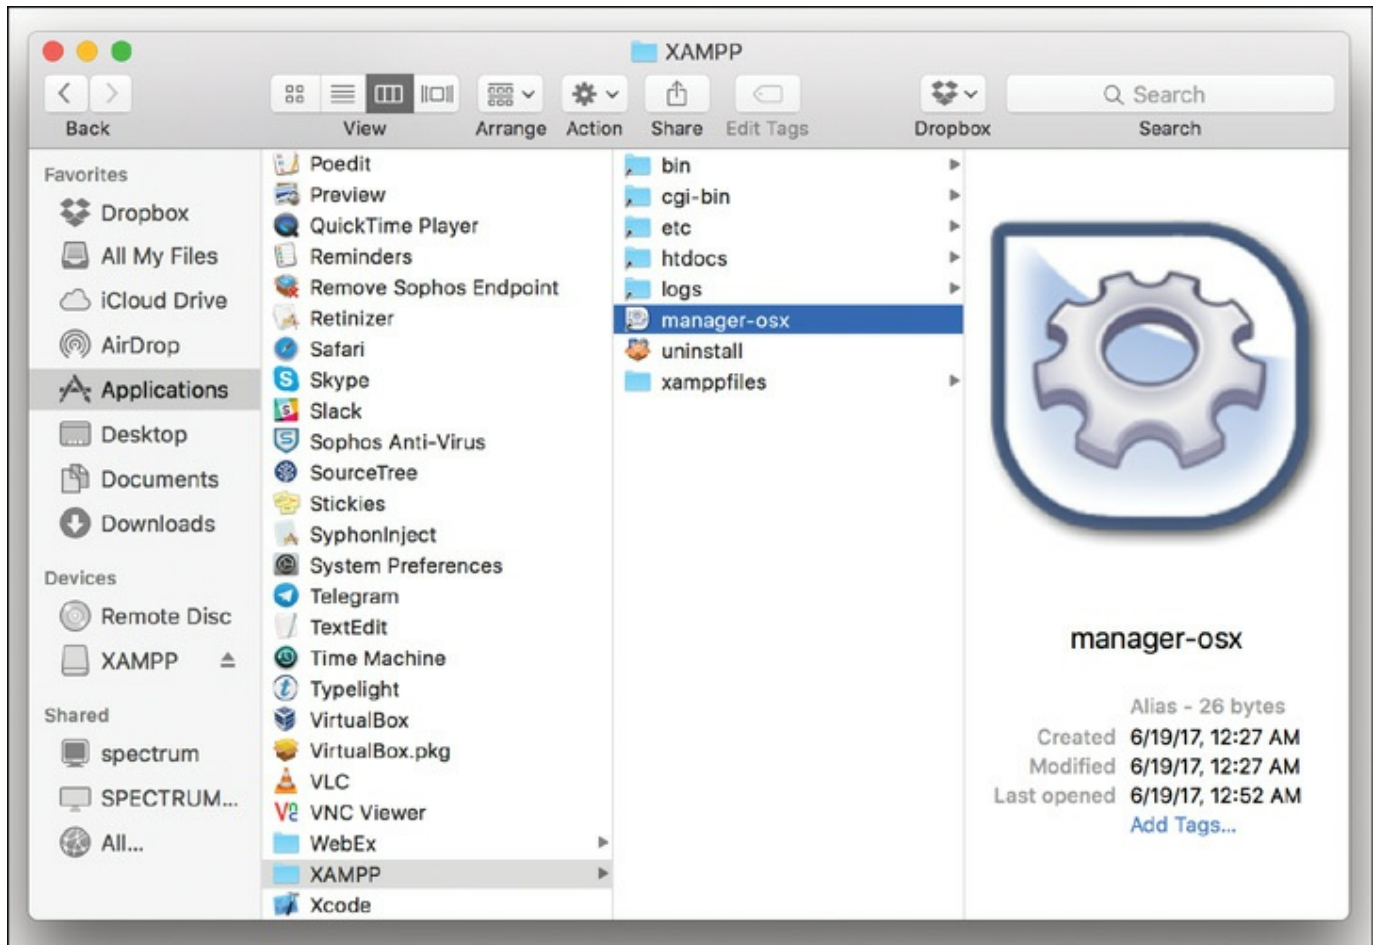 XAMPP
Back
View
Arrange
Action
Share
Edit Tags
Dropbox
Search
Search
Favorites
Dropbox
All My Files
iCloud Drive
AirDrop
Applications
Desktop
Documents
Downloads
Devices
Remote Disc
XAMPP
Shared
spectrum
SPECTRUM...
All...
Poedit
Preview
QuickTime Player
Reminders
Remove Sophos Endpoint
Retinizer
Safari
Skype
Slack
Sophos Anti-Virus
SourceTree
Stickies
SyphonInject
System Preferences
Telegram
TextEdit
Time Machine
Typelight
VirtualBox
VirtualBox.pkg
VLC
VNC Viewer
WebEx
XAMPP
Xcode
bin
cgi-bin
etc
htdocs
logs
manager-osx
uninstall
xamppfiles
manager-osx
Alias - 26 bytes
Created 6/19/17, 12:27 AM
Modified 6/19/17, 12:27 AM
Last opened 6/19/17, 12:52 AM
Add Tags...